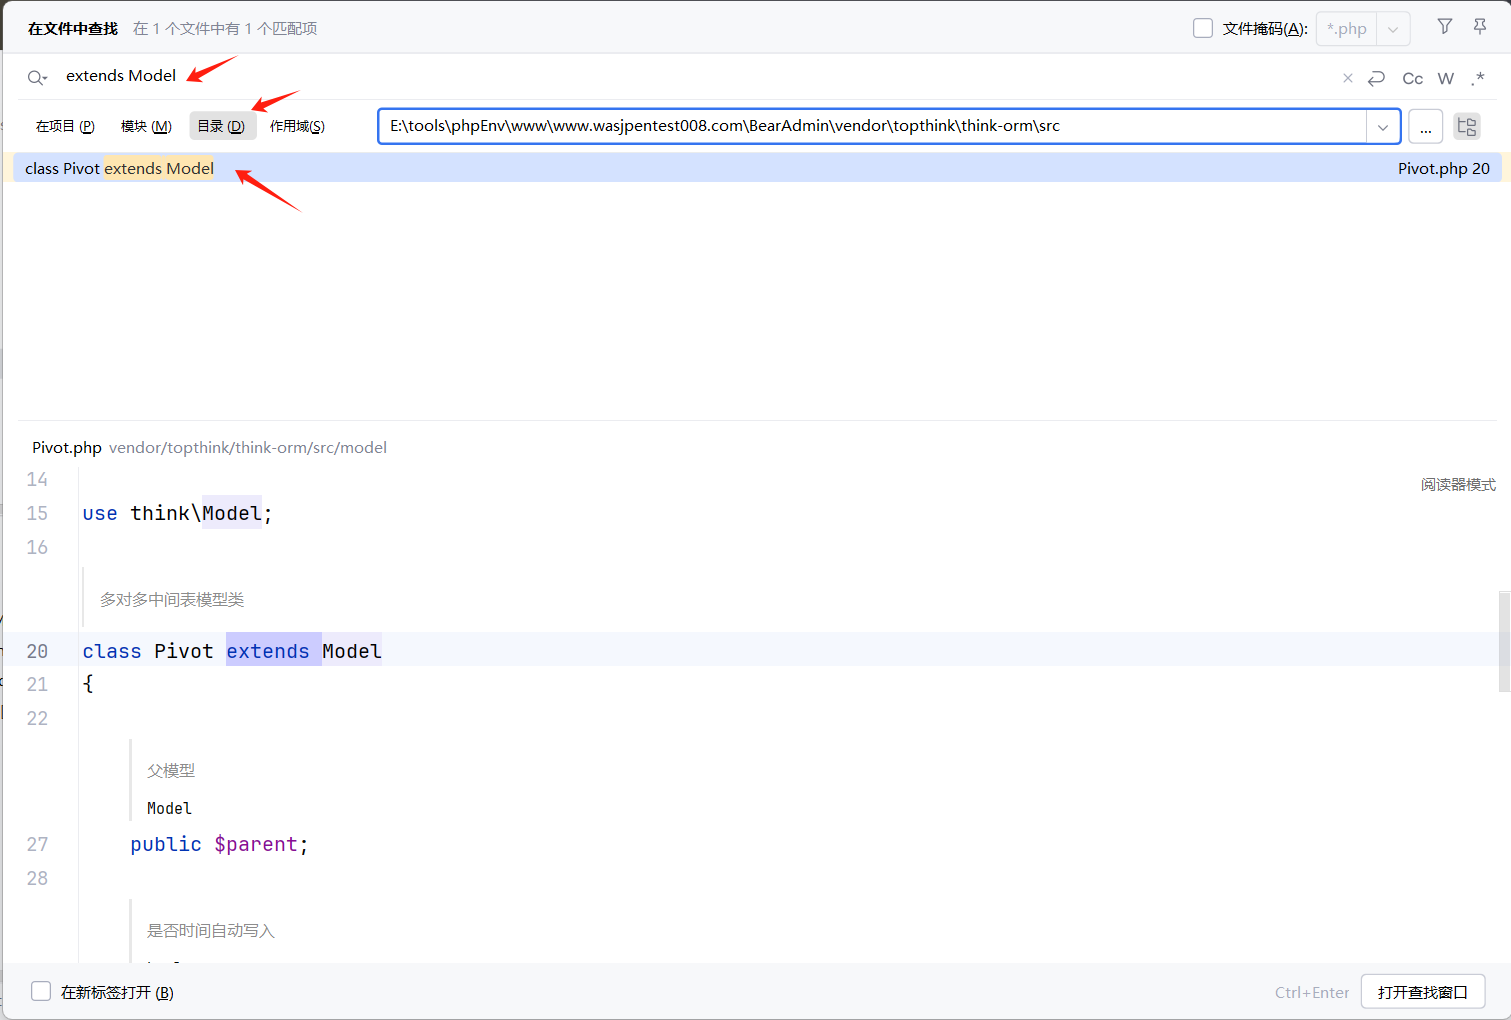 在文件中查找 在 1 个文件中有 1 个匹配项 文件掩码(A): *.php
extends Model Cc W .*
在项目 (P) 模块 (M) 目录 (D) 作用域(S) E:\tools\phpEnv\www\www.wasjpentest008.com\BearAdmin\vendor\topthink\think-orm\src ...
class Pivot extends Model Pivot.php 20
Pivot.php vendor/topthink/think-orm/src/model
14
阅读器模式
15 use think\Model;
16
多对多中间表模型类
20 class Pivot extends Model
21 {
22
父模型
Model
27 public $parent;
28
是否时间自动写入
在新标签打开 (B) Ctrl+Enter 打开查找窗口